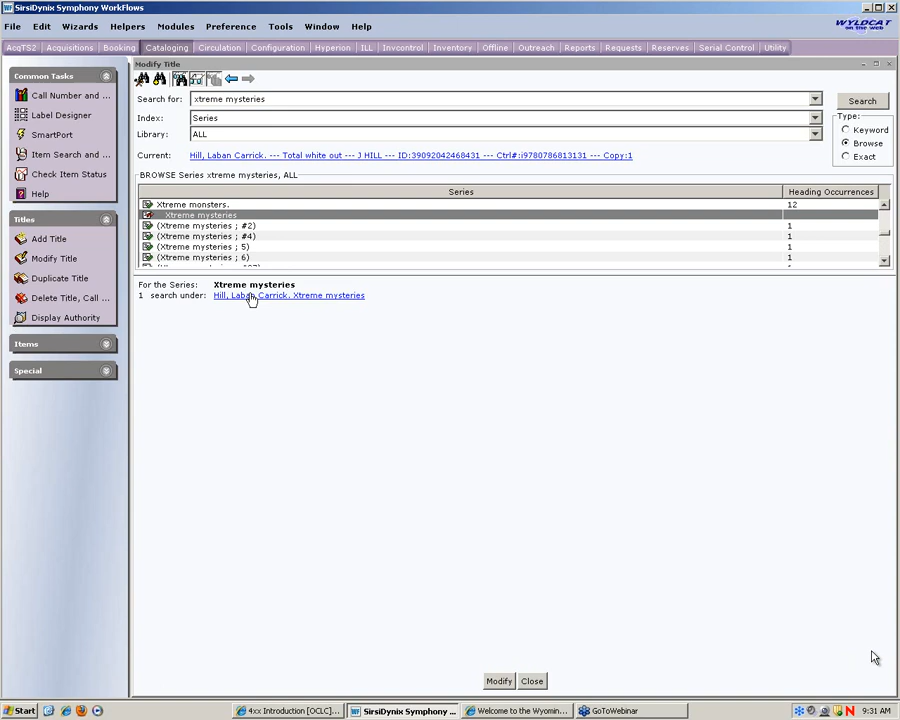 SirsiDynix Symphony WorkFlows
File Edit Wizards Helpers Modules Preference Tools Window Help
WYLDCAT
on the web
AcqTS2 Acquisitions Booking Cataloging Circulation Configuration Hyperion ILL Invcontrol Inventory Offline Outreach Reports Requests Reserves Serial Control Utility
Common Tasks
Call Number and ...
Label Designer
SmartPort
Item Search and ...
Check Item Status
Help
Titles
Add Title
Modify Title
Duplicate Title
Delete Title, Call ...
Display Authority
Items
Special
Modify Title
Search for: xtreme mysteries
Search
Index: Series
Library: ALL
Type:
Keyword
Browse
Exact
Current: Hill, Laban Carrick. --- Total white out --- J HILL --- ID:39092042468431 --- Ctrl#:i9780786813131 --- Copy:1
BROWSE Series xtreme mysteries, ALL
Series Heading Occurrences
Xtreme monsters. 12
Xtreme mysteries
(Xtreme mysteries ; #2) 1
(Xtreme mysteries ; #4) 1
(Xtreme mysteries ; 5) 1
(Xtreme mysteries ; 6) 1
For the Series: Xtreme mysteries
1 search under: Hill, Laban Carrick. Xtreme mysteries
Modify Close
Start 4xx Introduction [OCLC]... SirsiDynix Symphony ... Welcome to the Wyomin... GoToWebinar 9:31 AM